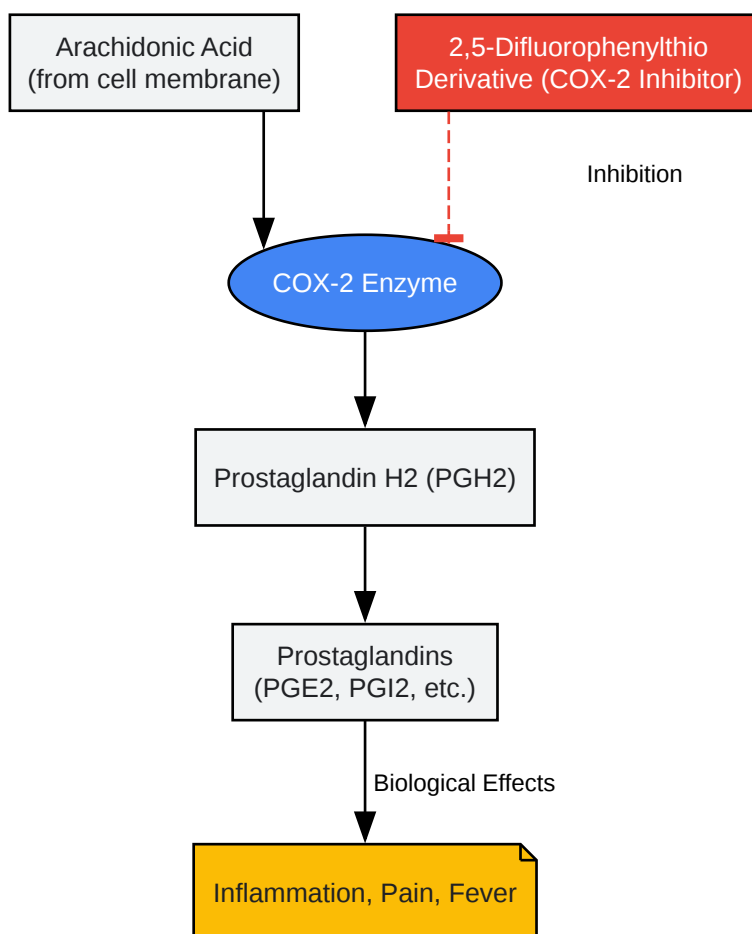 Arachidonic Acid
(from cell membrane)
2,5-Difluorophenylthio
Derivative (COX-2 Inhibitor)
Inhibition
COX-2 Enzyme
Prostaglandin H2 (PGH2)
Prostaglandins
(PGE2, PGI2, etc.)
Biological Effects
Inflammation, Pain, Fever